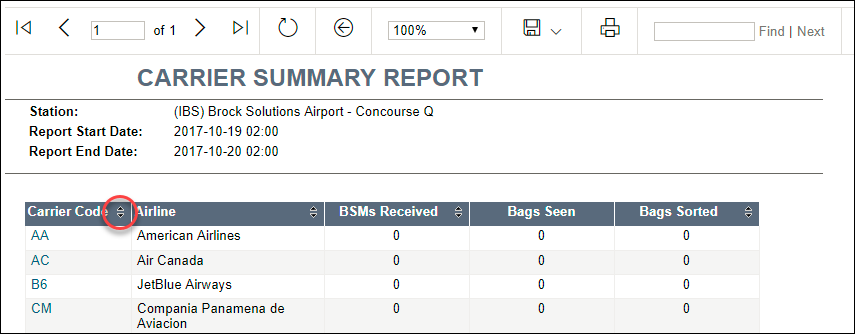 1 of 1 100% Find | Next
CARRIER SUMMARY REPORT
Station: (IBS) Brock Solutions Airport - Concourse Q
Report Start Date: 2017-10-19 02:00
Report End Date: 2017-10-20 02:00
Carrier Code Airline BSMs Received Bags Seen Bags Sorted
AA American Airlines 0 0 0
AC Air Canada 0 0 0
B6 JetBlue Airways 0 0 0
CM Compania Panamena de 0 0 0
Aviacion